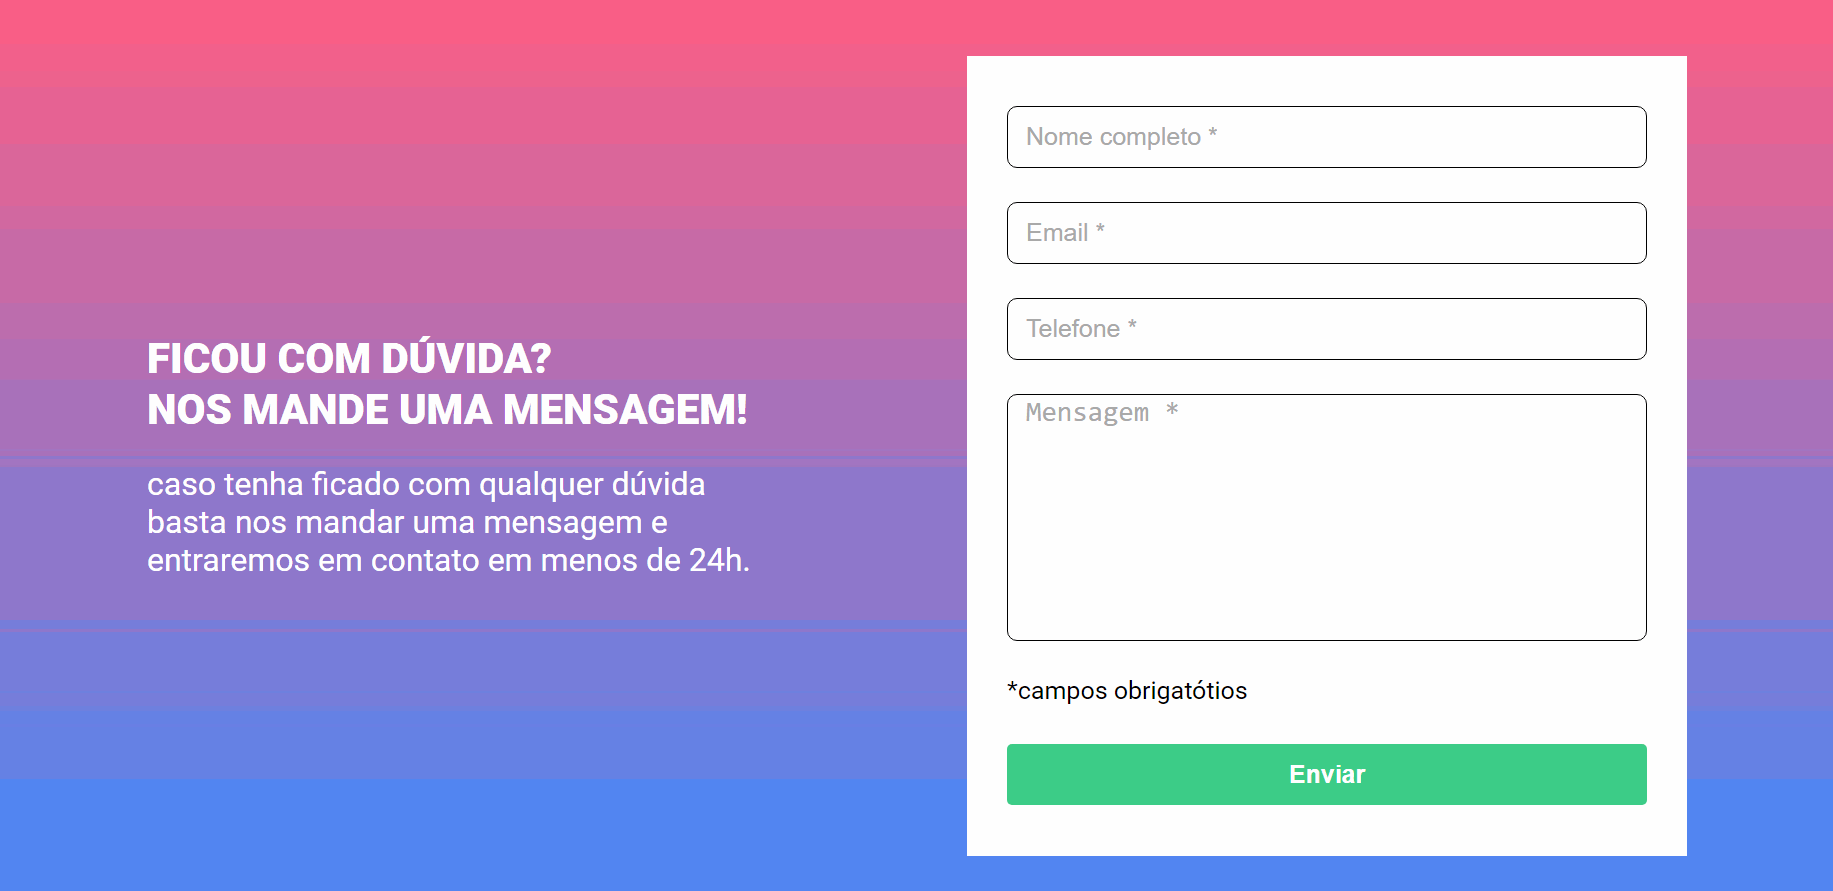 FICOU COM DÚVIDA?
NOS MANDE UMA MENSAGEM!
caso tenha ficado com qualquer dúvida
basta nos mandar uma mensagem e
entraremos em contato em menos de 24h.
Nome completo *
Email *
Telefone *
Mensagem *
*campos obrigatótios
Enviar